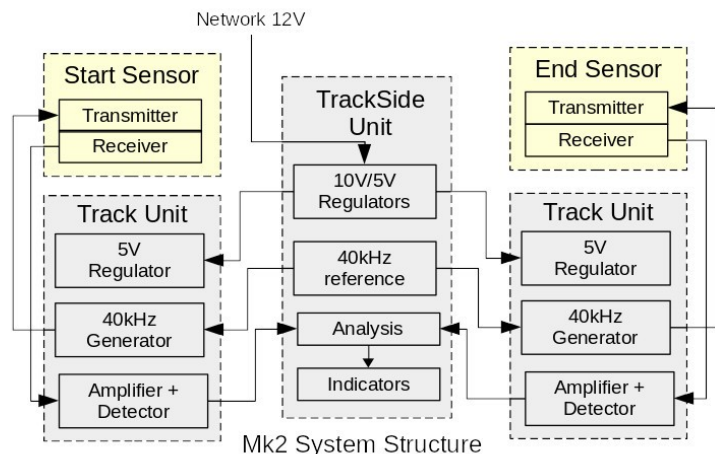 Network 12V
Start Sensor
Transmitter
Receiver
Track Unit
5V
Regulator
40kHz
Generator
Amplifier +
Detector
TrackSide
Unit
10V/5V
Regulators
40kHz
reference
Analysis
Indicators
End Sensor
Transmitter
Receiver
Track Unit
5V
Regulator
40kHz
Generator
Amplifier +
Detector
Mk2 System Structure